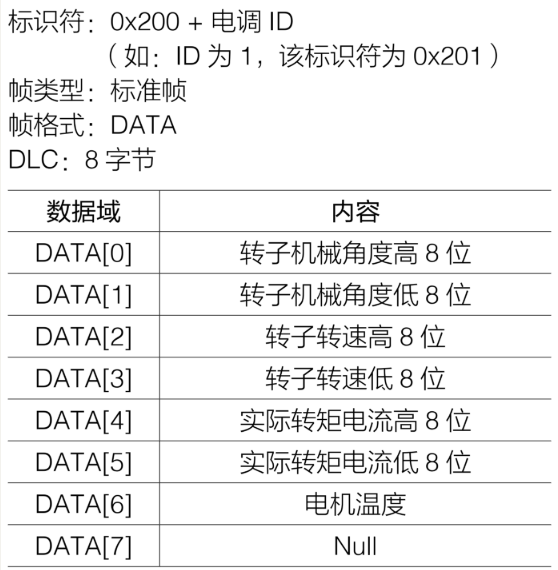 标识符：0x200 + 电调 ID
（如：ID 为 1，该标识符为 0x201）
帧类型：标准帧
帧格式：DATA
DLC：8 字节
数据域 内容
DATA[0] 转子机械角度高 8 位
DATA[1] 转子机械角度低 8 位
DATA[2] 转子转速高 8 位
DATA[3] 转子转速低 8 位
DATA[4] 实际转矩电流高 8 位
DATA[5] 实际转矩电流低 8 位
DATA[6] 电机温度
DATA[7] Null